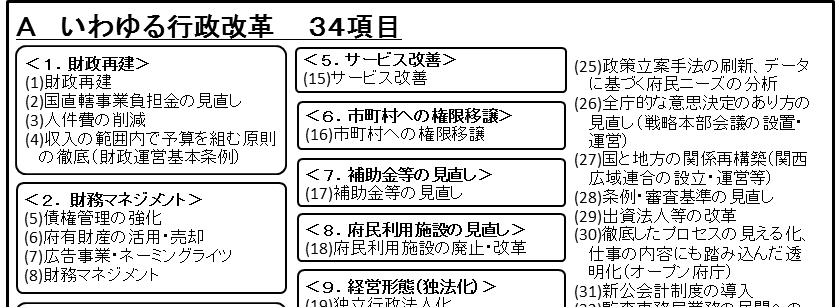 A　いわゆる行政改革　34項目
＜1．財政再建＞
(1)財政再建
(2)国直轄事業負担金の見直し
(3)人件費の削減
(4)収入の範囲内で予算を組む原則
の徹底（財政運営基本条例）
＜2．財務マネジメント＞
(5)債権管理の強化
(6)府有財産の活用・売却
(7)広告事業・ネーミングライツ
(8)財務マネジメント
＜5．サービス改善＞
(15)サービス改善
＜6．市町村への権限移譲＞
(16)市町村への権限移譲
＜7．補助金等の見直し＞
(17)補助金等の見直し
＜8．府民利用施設の見直し＞
(18)府民利用施設の廃止・改革
＜9．経営形態(独法化)＞
(19)独立行政法人化
(25)政策立案手法の刷新、データ
に基づく府民ニーズの分析
(26)全庁的な意思決定のあり方の
見直し（戦略本部会議の設置・
運営）
(27)国と地方の関係再構築（関西
広域連合の設立・運営等）
(28)条例・審査基準の見直し
(29)出資法人等の改革
(30)徹底したプロセスの見える化、
仕事の内容にも踏み込んだ透
明化（オープン府庁）
(31)新公会計制度の導入